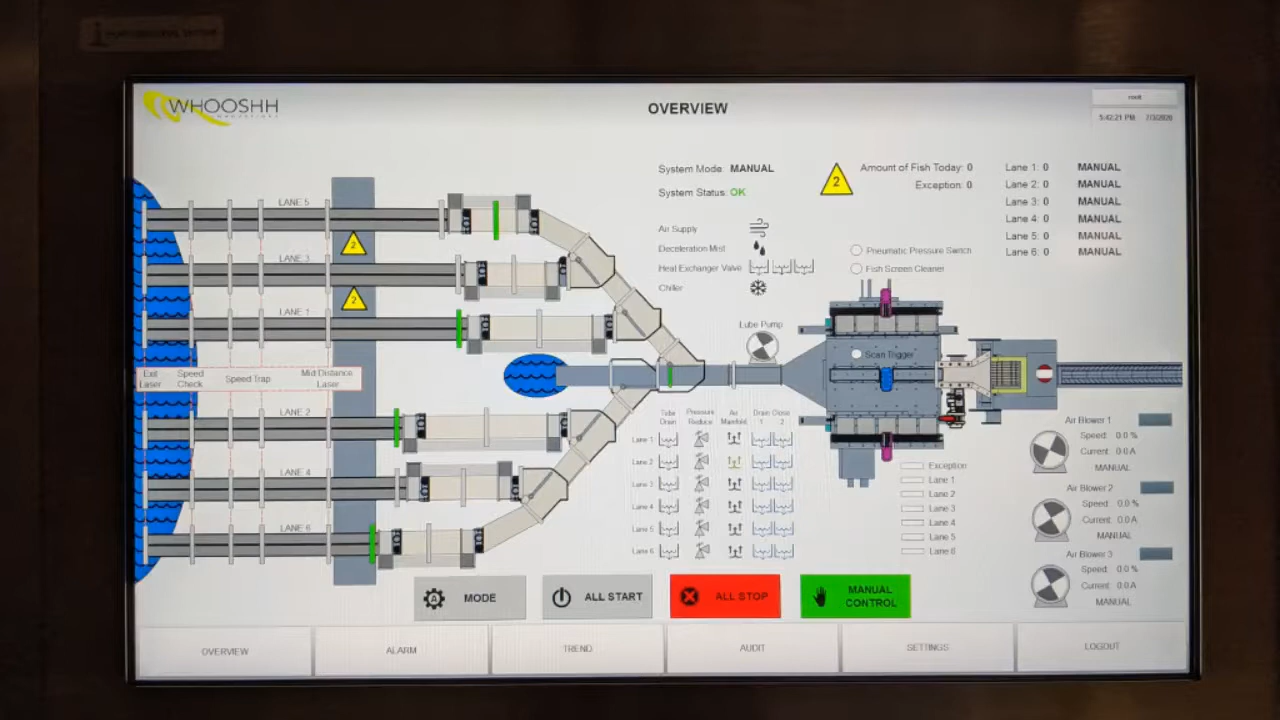 WHOOSHH
INNOVATIONS
OVERVIEW
root
5:42:21 PM 7/3/2020
System Mode: MANUAL
System Status: OK
2
Amount of Fish Today: 0
Exception: 0
Lane 1: 0 MANUAL
Lane 2: 0 MANUAL
Lane 3: 0 MANUAL
Lane 4: 0 MANUAL
Lane 5: 0 MANUAL
Lane 6: 0 MANUAL
Air Supply
Deceleration Mist
Heat Exchanger Valve
Chiller
Pneumatic Pressure Switch
Fish Screen Cleaner
LANE 5
2
LANE 3
2
LANE 1
Exit Laser
Speed Check
Speed Trap
Mid Distance Laser
LANE 2
LANE 4
LANE 6
Lube Pump
Scan Trigger
Tube Drain
Pressure Reduce
Air Manifold
Drain Close
1 2
Lane 1
Lane 2
Lane 3
Lane 4
Lane 5
Lane 6
Exception
Lane 1
Lane 2
Lane 3
Lane 4
Lane 5
Lane 6
Air Blower 1
Speed: 0.0 %
Current: 0.0 A
MANUAL
Air Blower 2
Speed: 0.0 %
Current: 0.0 A
MANUAL
Air Blower 3
Speed: 0.0 %
Current: 0.0 A
MANUAL
A MODE
ALL START
ALL STOP
MANUAL CONTROL
OVERVIEW
ALARM
TREND
AUDIT
SETTINGS
LOGOUT